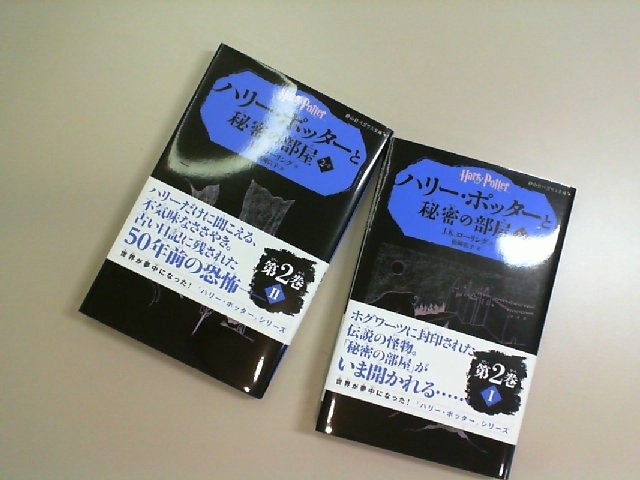 Harry Potter
ハリー・ポッターと
秘密の部屋
ハリーだけに聞こえる、
不気味なささやき。
古い日記に残された
50年前の恐怖
第2巻
II
世界が夢中になった!「ハリー・ポッター」シリーズ
Harry Potter
ハリー・ポッターと
秘密の部屋
J.K.ローリング
ホグワーツに封印された
伝説の怪物。
「秘密の部屋」が
いま開かれる……
第2巻
I
世界が夢中になった!「ハリー・ポッター」シリーズ